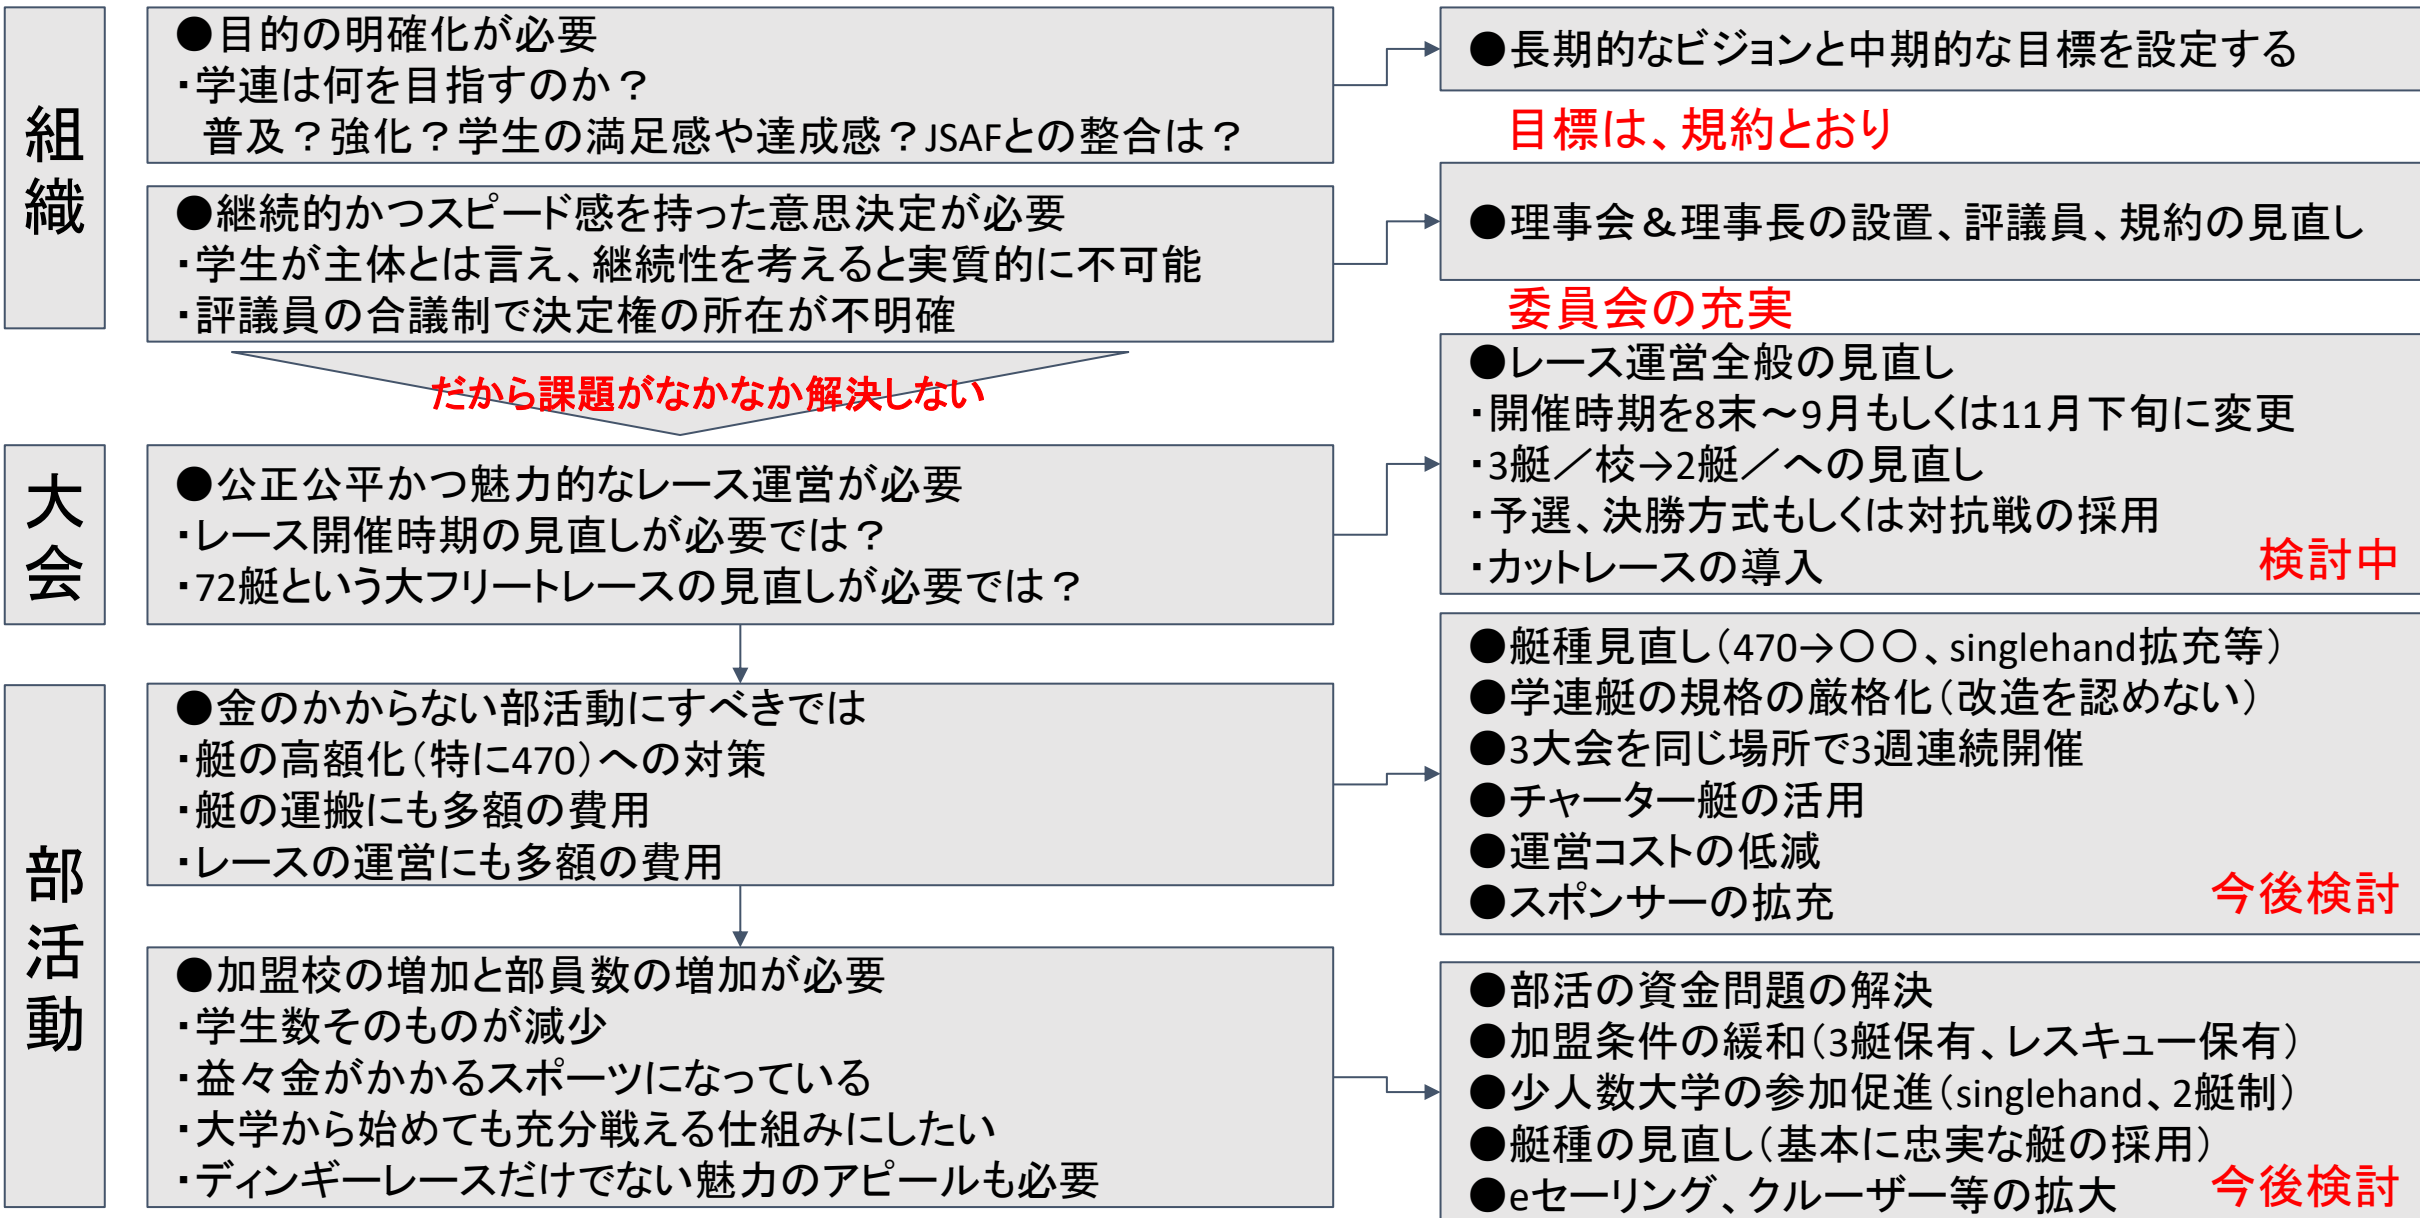 組織
●目的の明確化が必要
・学連は何を目指すのか？
普及？強化？学生の満足感や達成感？JSAFとの整合は？
●長期的なビジョンと中期的な目標を設定する
目標は、規約とおり
●継続的かつスピード感を持った意思決定が必要
・学生が主体とは言え、継続性を考えると実質的に不可能
・評議員の合議制で決定権の所在が不明確
●理事会＆理事長の設置、評議員、規約の見直し
委員会の充実
だから課題がなかなか解決しない
大会
●公正公平かつ魅力的なレース運営が必要
・レース開催時期の見直しが必要では？
・72艇という大フリートレースの見直しが必要では？
●レース運営全般の見直し
・開催時期を8末～9月もしくは11月下旬に変更
・3艇／校→2艇／への見直し
・予選、決勝方式もしくは対抗戦の採用
・カットレースの導入
検討中
部活動
●金のかからない部活動にすべきでは
・艇の高額化（特に470）への対策
・艇の運搬にも多額の費用
・レースの運営にも多額の費用
●艇種見直し（470→〇〇、singlehand拡充等）
●学連艇の規格の厳格化（改造を認めない）
●3大会を同じ場所で3週連続開催
●チャーター艇の活用
●運営コストの低減
●スポンサーの拡充
今後検討
●加盟校の増加と部員数の増加が必要
・学生数そのものが減少
・益々金がかかるスポーツになっている
・大学から始めても充分戦える仕組みにしたい
・ディンギーレースだけでない魅力のアピールも必要
●部活の資金問題の解決
●加盟条件の緩和（3艇保有、レスキュー保有）
●少人数大学の参加促進（singlehand、2艇制）
●艇種の見直し（基本に忠実な艇の採用）
●eセーリング、クルーザー等の拡大
今後検討